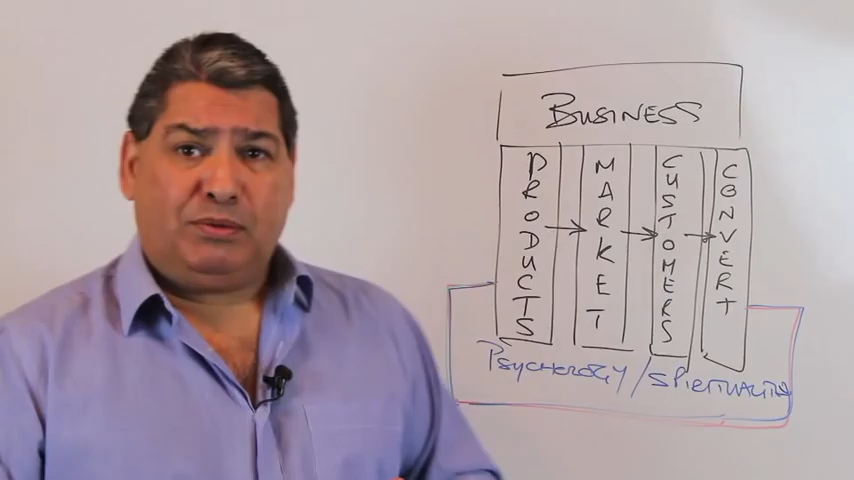 BUSINESS
PRODUCTS
MARKET
CUSTOMERS
CONVERT
PSYCHOLOGY / SPIRITUALITY